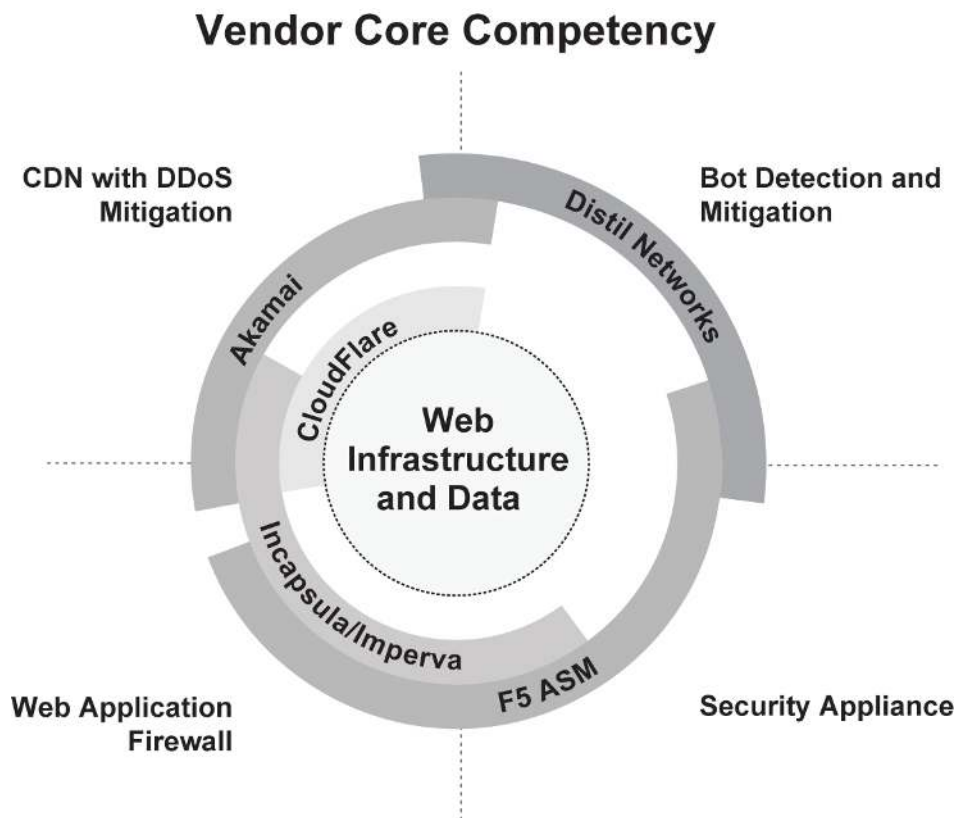 Vendor Core Competency
CDN with DDoS
Mitigation
Bot Detection and
Mitigation
Distil Networks
Akamai
CloudFlare
Web
Infrastructure
and Data
Incapsula/Imperva
F5 ASM
Web Application
Firewall
Security Appliance